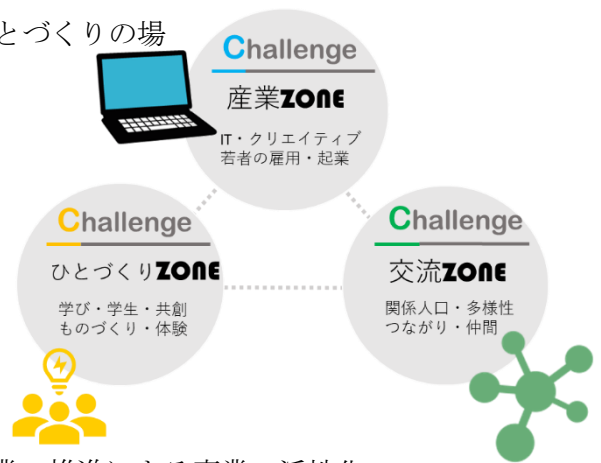 とづくりの場
Challenge
産業ZONE
IT・クリエイティブ
若者の雇用・起業
Challenge
ひとづくりZONE
学び・学生・共創
ものづくり・体験
Challenge
交流ZONE
関係人口・多様性
つながり・仲間